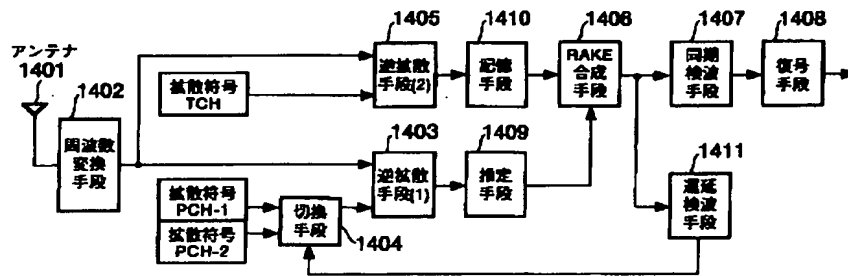 アンテナ
1401
1402
周波数
変換
手段
拡散符号
TCH
拡散符号
PCH-1
拡散符号
PCH-2
切換
手段
1404
1405
逆拡散
手段(2)
1403
逆拡散
手段(1)
1410
記憶
手段
1409
推定
手段
1406
RAKE
合成
手段
1407
同期
検波
手段
1408
復号
手段
1411
遅延
検波
手段